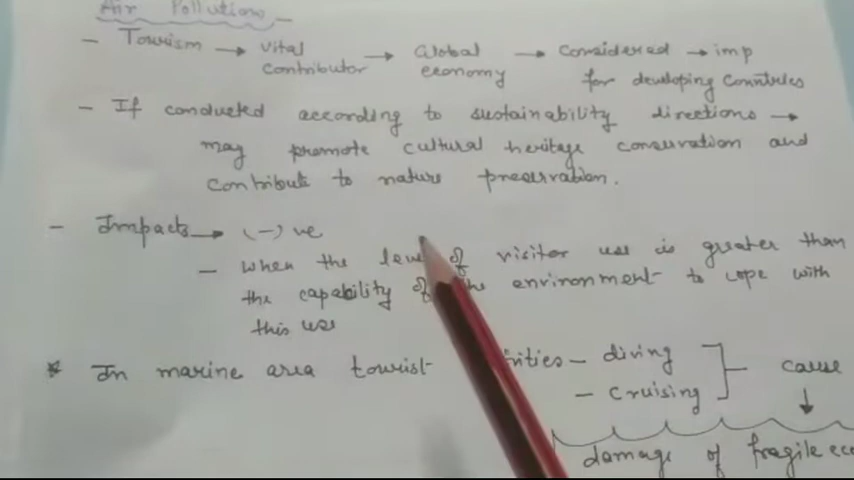 Air Pollution -
- Tourism → vital contributor → Global economy → considered → imp for developing countries
- If conducted according to sustainability directions →
may promote cultural heritage conservation and
contribute to nature preservation.
- Impacts → (-) ve
- When the level of visitor use is greater than
the capability of the environment to cope with
this use
* In marine area tourist - diving
- cruising
cause ↓
damage of fragile